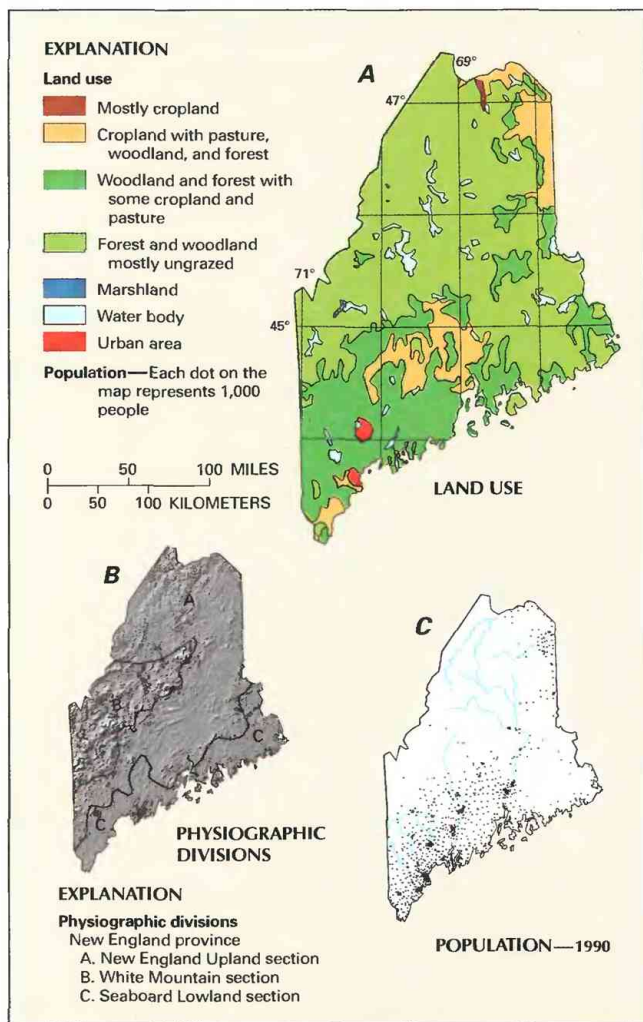 EXPLANATION
Land use
Mostly cropland
Cropland with pasture,
woodland, and forest
Woodland and forest with
some cropland and
pasture
Forest and woodland
mostly ungrazed
Marshland
Water body
Urban area
Population—Each dot on the
map represents 1,000
people
0 50 100 MILES
0 50 100 KILOMETERS
A
69°
47°
71°
45°
LAND USE
B
A
B
C
C
PHYSIOGRAPHIC
DIVISIONS
EXPLANATION
Physiographic divisions
New England province
A. New England Upland section
B. White Mountain section
C. Seaboard Lowland section
C
POPULATION—1990